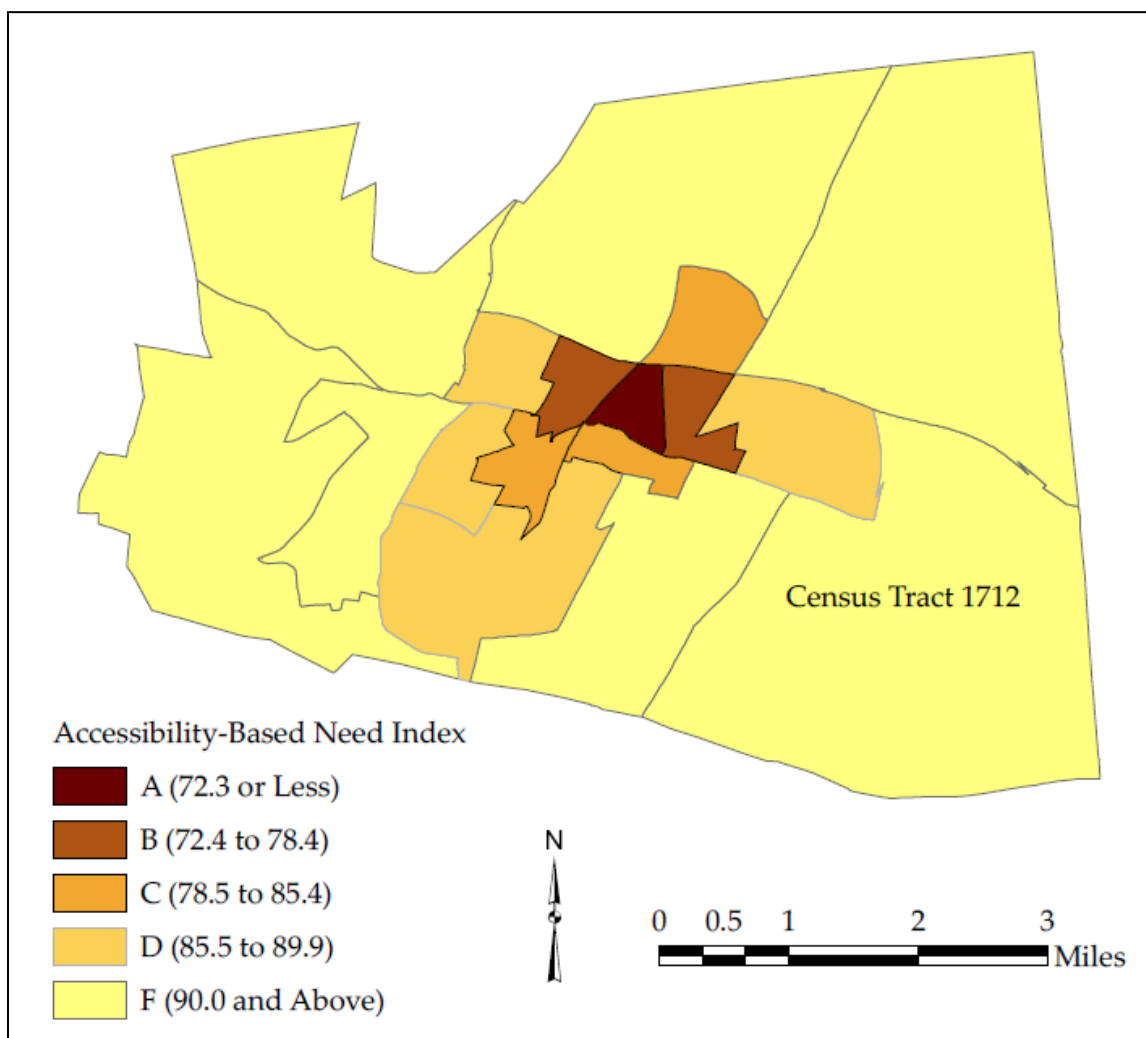 Census Tract 1712
Accessibility-Based Need Index
A (72.3 or Less)
B (72.4 to 78.4)
C (78.5 to 85.4)
D (85.5 to 89.9)
F (90.0 and Above)
N
0 0.5 1 2 3
Miles